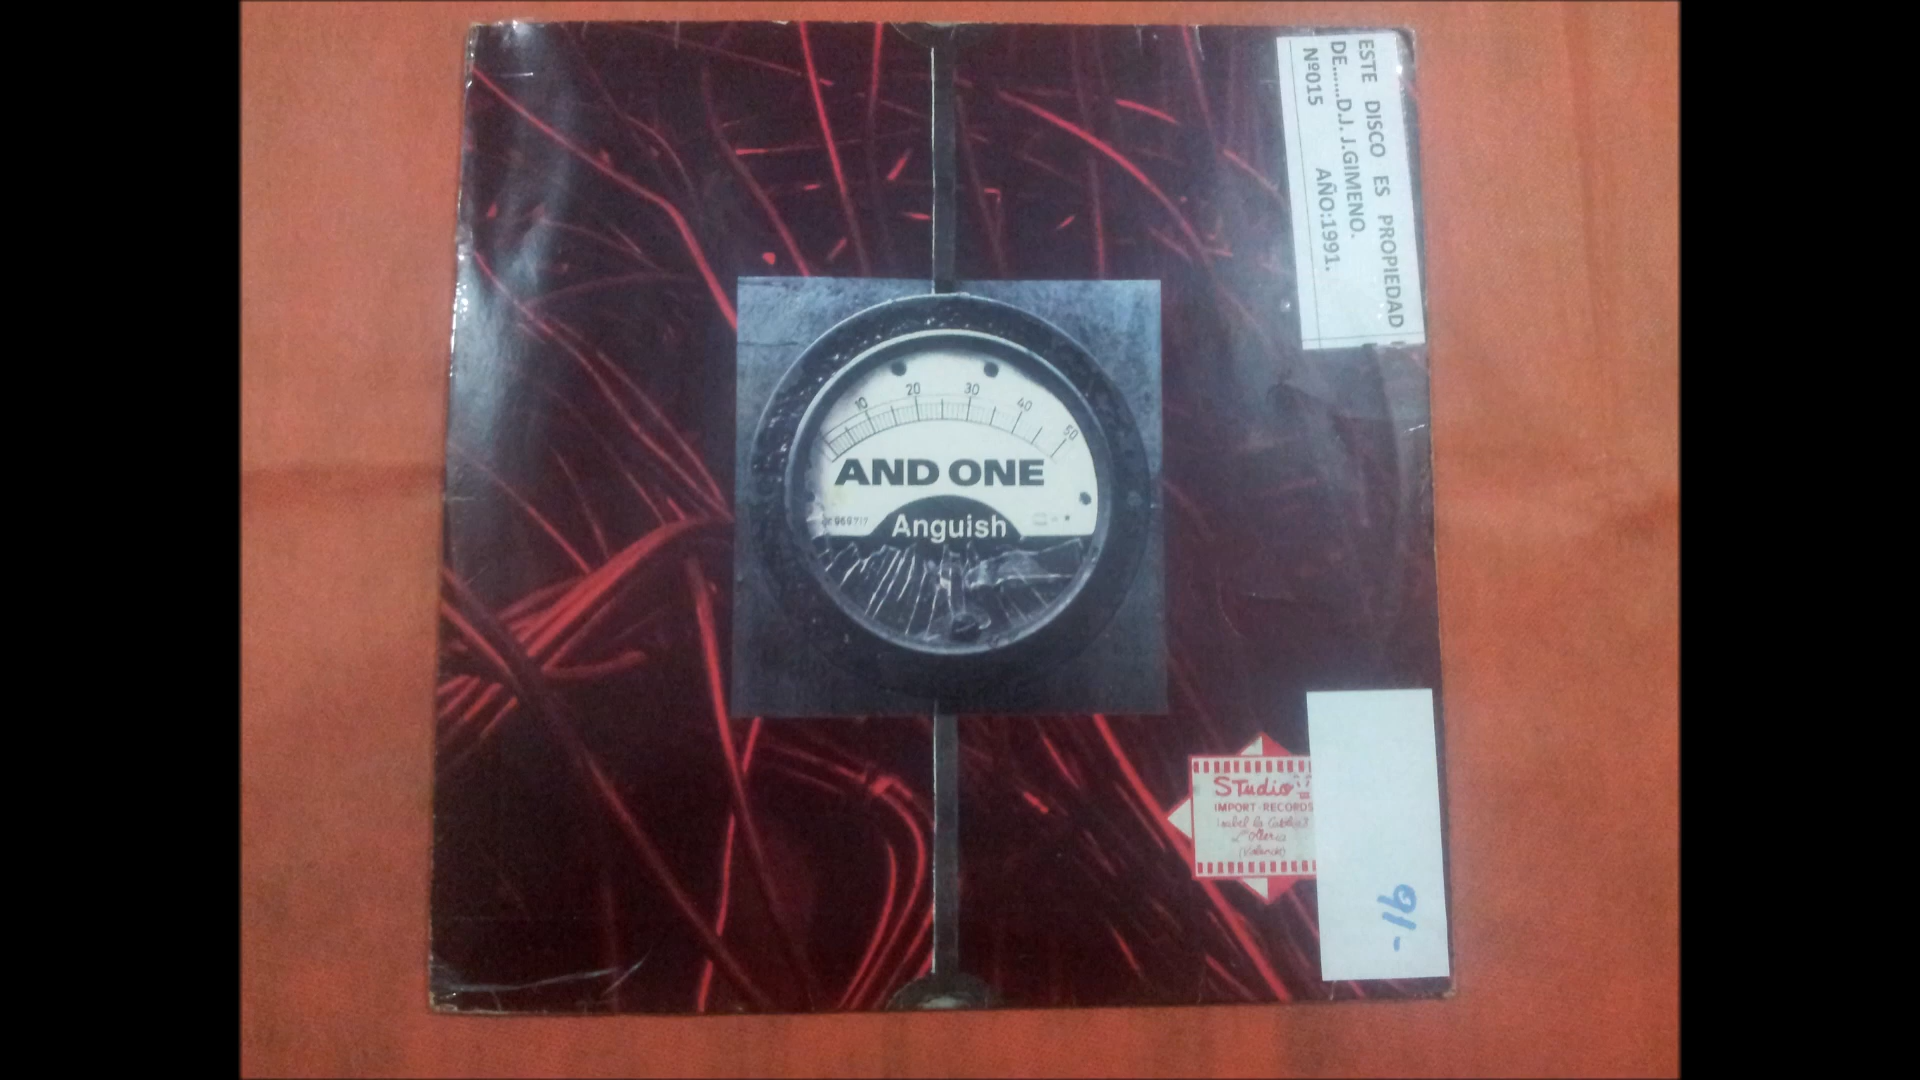 ESTE DISCO ES PROPIEDAD
DE......D.J. J.GIMENO.
Nº015 AÑO:1991.
10 20 30 40 50
AND ONE
Anguish
STudio
IMPORT-RECORDS
91-